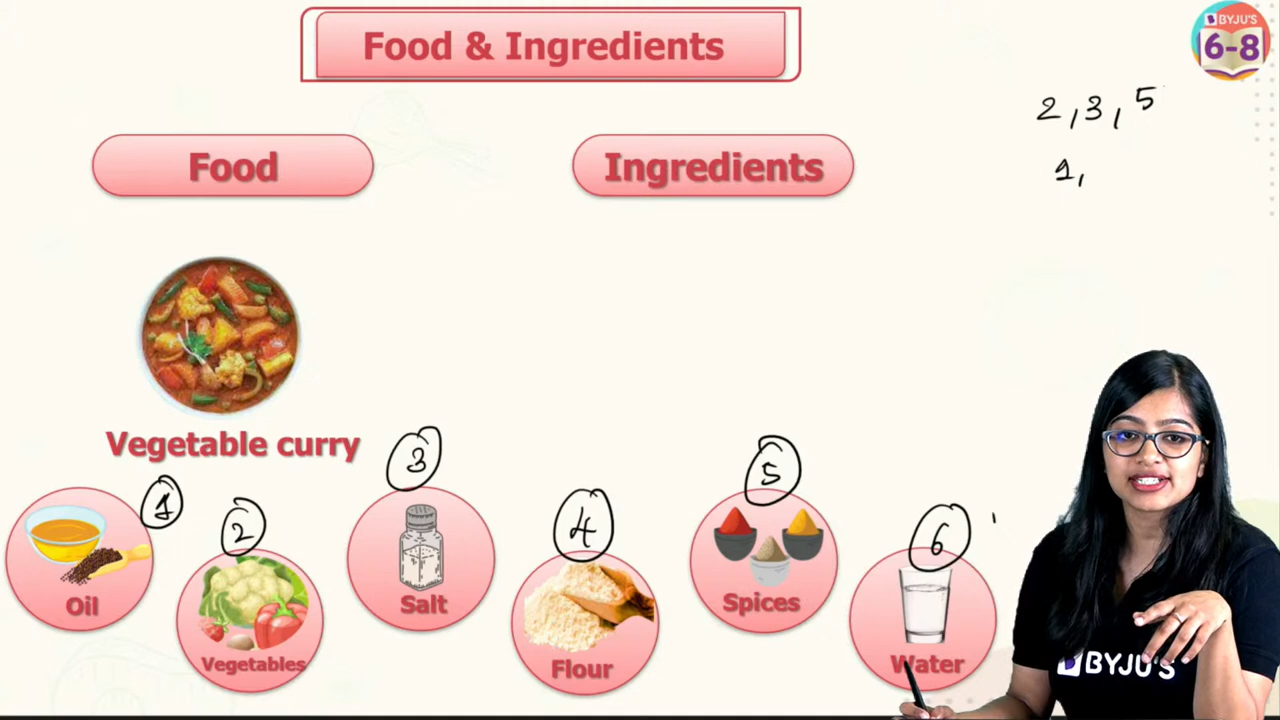 Food & Ingredients
BYJU'S
6-8
2, 3, 5
1,
Food
Ingredients
Vegetable curry
1
2
3
4
5
6
Oil
Vegetables
Salt
Flour
Spices
Water
BYJU'S